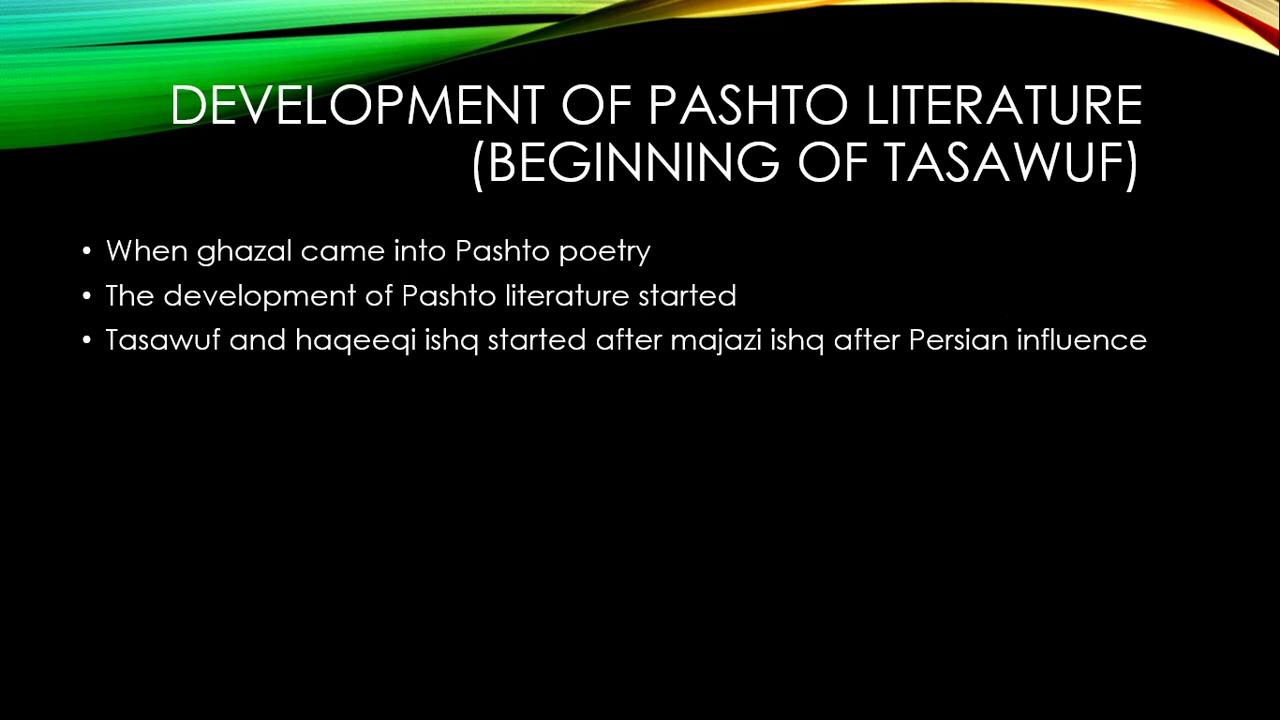 DEVELOPMENT OF PASHTO LITERATURE
(BEGINNING OF TASAWUF)
• When ghazal came into Pashto poetry
• The development of Pashto literature started
• Tasawuf and haqeeqi ishq started after majazi ishq after Persian influence